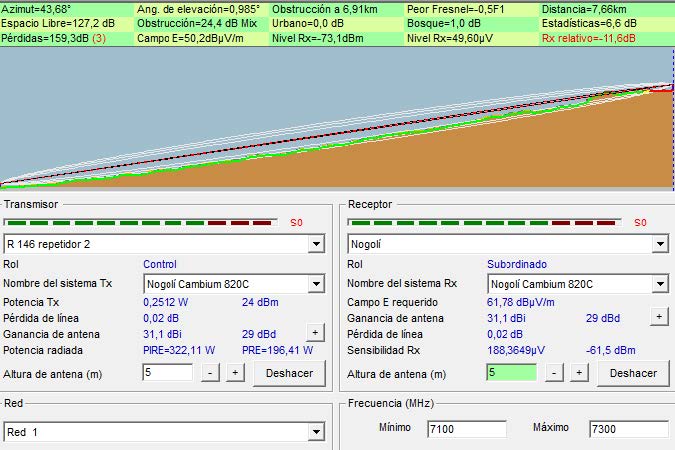 Azimut=43,68° Ang. de elevación=0,985° Obstrucción a 6,91km Peor Fresnel=-0,5F1 Distancia=7,66km
Espacio Libre=127,2 dB Obstrucción=24,4 dB Mix Urbano=0,0 dB Bosque=1,0 dB Estadísticas=6,6 dB
Pérdidas=159,3dB (3) Campo E=50,2dBµV/m Nivel Rx=-73,1dBm Nivel Rx=49,60µV Rx relativo=-11,6dB
Transmisor Receptor
S0 S0
R 146 repetidor 2 Nogolí
Rol Control Rol Subordinado
Nombre del sistema Tx Nogolí Cambium 820C Nombre del sistema Rx Nogolí Cambium 820C
Potencia Tx 0,2512 W 24 dBm Campo E requerido 61,78 dBµV/m
Pérdida de línea 0,02 dB Ganancia de antena 31,1 dBi 29 dBd +
Ganancia de antena 31,1 dBi 29 dBd + Pérdida de línea 0,02 dB
Potencia radiada PIRE=322,11 W PRE=196,41 W Sensibilidad Rx 188,3649µV -61,5 dBm
Altura de antena (m) 5 - + Deshacer Altura de antena (m) 5 - + Deshacer
Red Frecuencia (MHz)
Red 1 Mínimo 7100 Máximo 7300